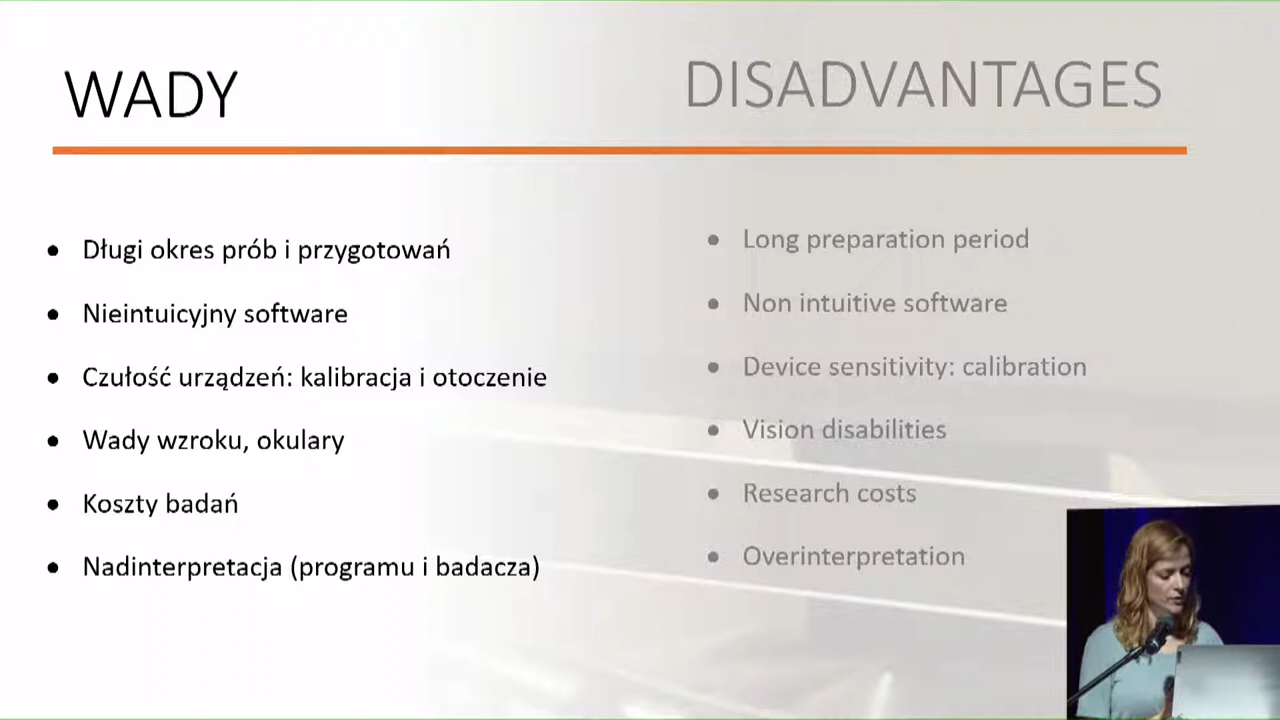 WADY
Długi okres prób i przygotowań
Nieintuicyjny software
Czułość urządzeń: kalibracja i otoczenie
Wady wzroku, okulary
Koszty badań
Nadinterpretacja (programu i badacza)
DISADVANTAGES
Long preparation period
Non intuitive software
Device sensitivity: calibration
Vision disabilities
Research costs
Overinterpretation